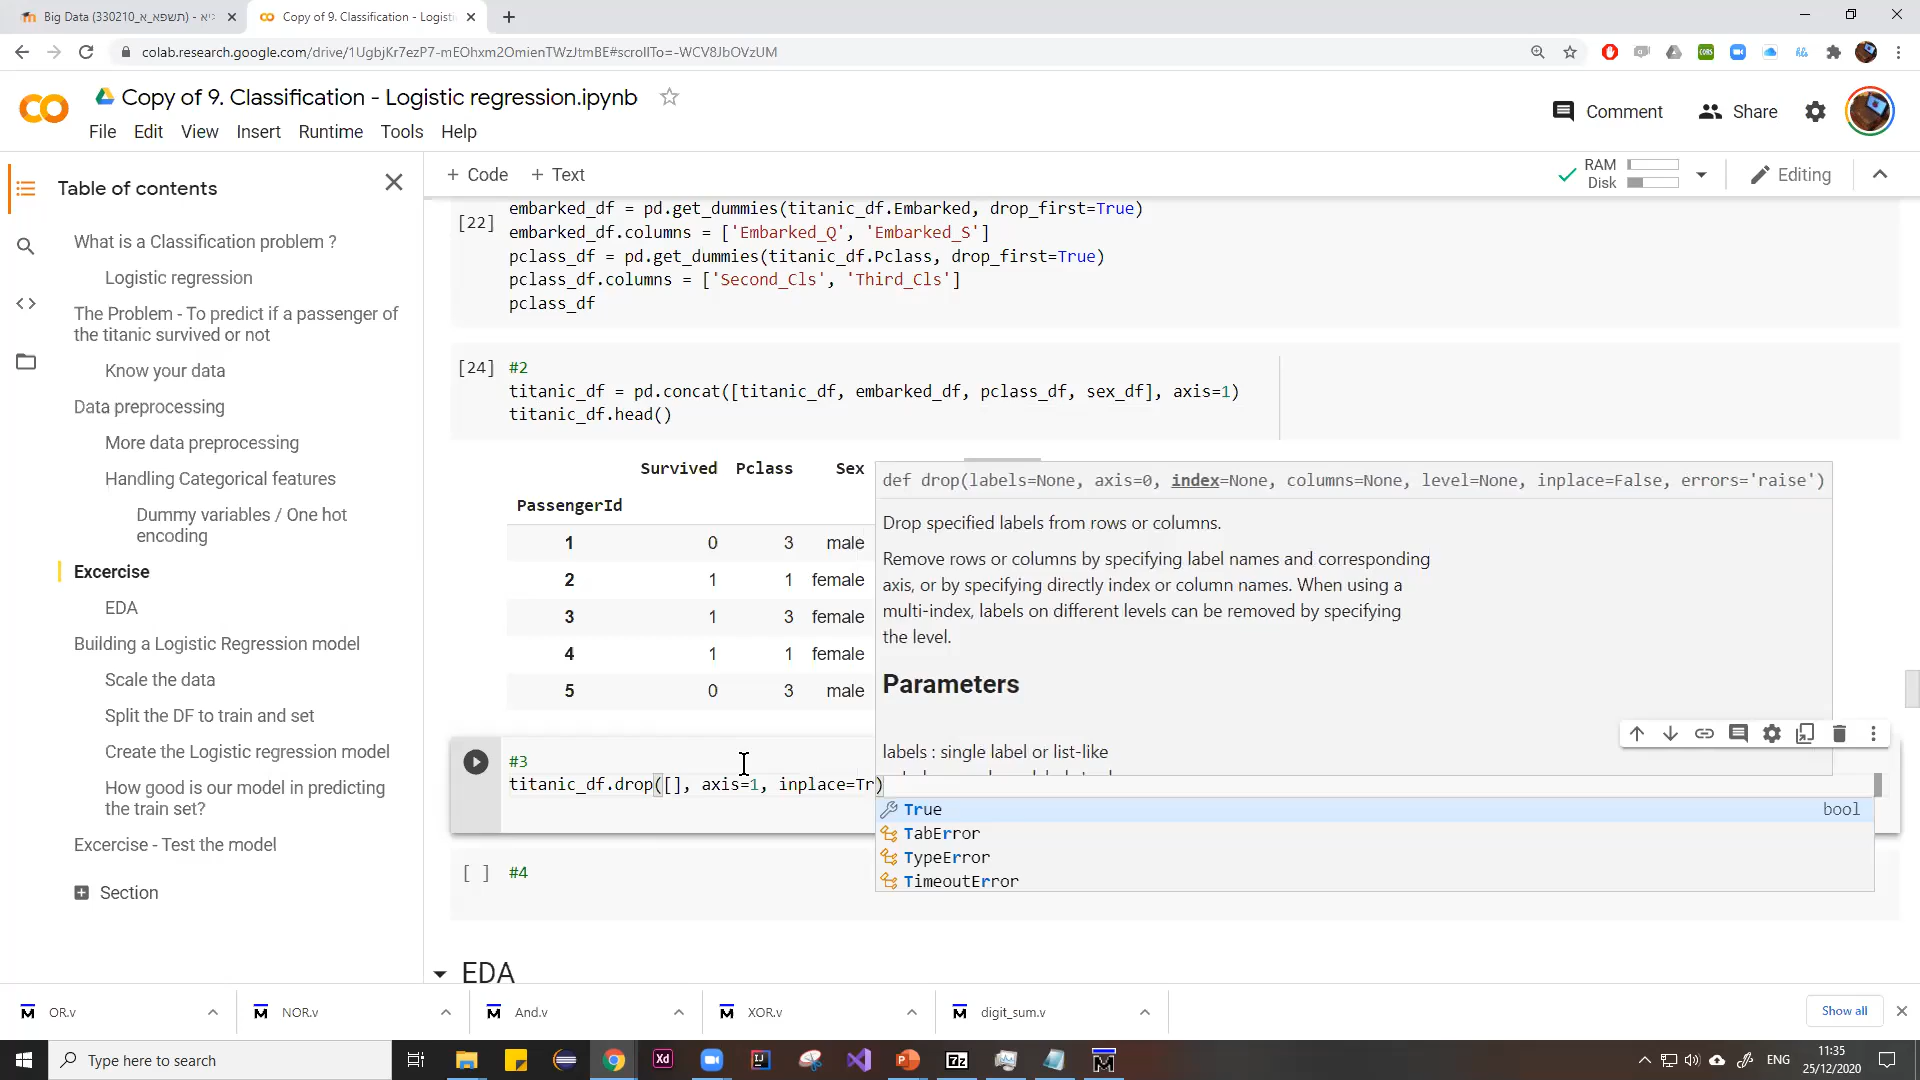 Big Data (330210_תשפא_א) - גיא
Copy of 9. Classification - Logisti
colab.research.google.com/drive/1UgbjKr7ezP7-mEOhxm2OmienTWzJtmBE#scrollTo=-WCV8JbOVzUM
Copy of 9. Classification - Logistic regression.ipynb
Comment
Share
File Edit View Insert Runtime Tools Help
Table of contents
+ Code + Text
RAM
Disk
Editing
What is a Classification problem ?
Logistic regression
The Problem - To predict if a passenger of
the titanic survived or not
Know your data
Data preprocessing
More data preprocessing
Handling Categorical features
Dummy variables / One hot
encoding
Excercise
EDA
Building a Logistic Regression model
Scale the data
Split the DF to train and set
Create the Logistic regression model
How good is our model in predicting
the train set?
Excercise - Test the model
Section
[22]
embarked_df = pd.get_dummies(titanic_df.Embarked, drop_first=True)
embarked_df.columns = ['Embarked_Q', 'Embarked_S']
pclass_df = pd.get_dummies(titanic_df.Pclass, drop_first=True)
pclass_df.columns = ['Second_Cls', 'Third_Cls']
pclass_df
[24] #2
titanic_df = pd.concat([titanic_df, embarked_df, pclass_df, sex_df], axis=1)
titanic_df.head()
Survived Pclass Sex
PassengerId
1 0 3 male
2 1 1 female
3 1 3 female
4 1 1 female
5 0 3 male
def drop(labels=None, axis=0, index=None, columns=None, level=None, inplace=False, errors='raise')
Drop specified labels from rows or columns.
Remove rows or columns by specifying label names and corresponding
axis, or by specifying directly index or column names. When using a
multi-index, labels on different levels can be removed by specifying
the level.
Parameters
labels : single label or list-like
#3
titanic_df.drop([], axis=1, inplace=Tr)
True bool
TabError
TypeError
TimeoutError
[ ] #4
EDA
OR.v
NOR.v
And.v
XOR.v
digit_sum.v
Show all
Type here to search
ENG
11:35
25/12/2020